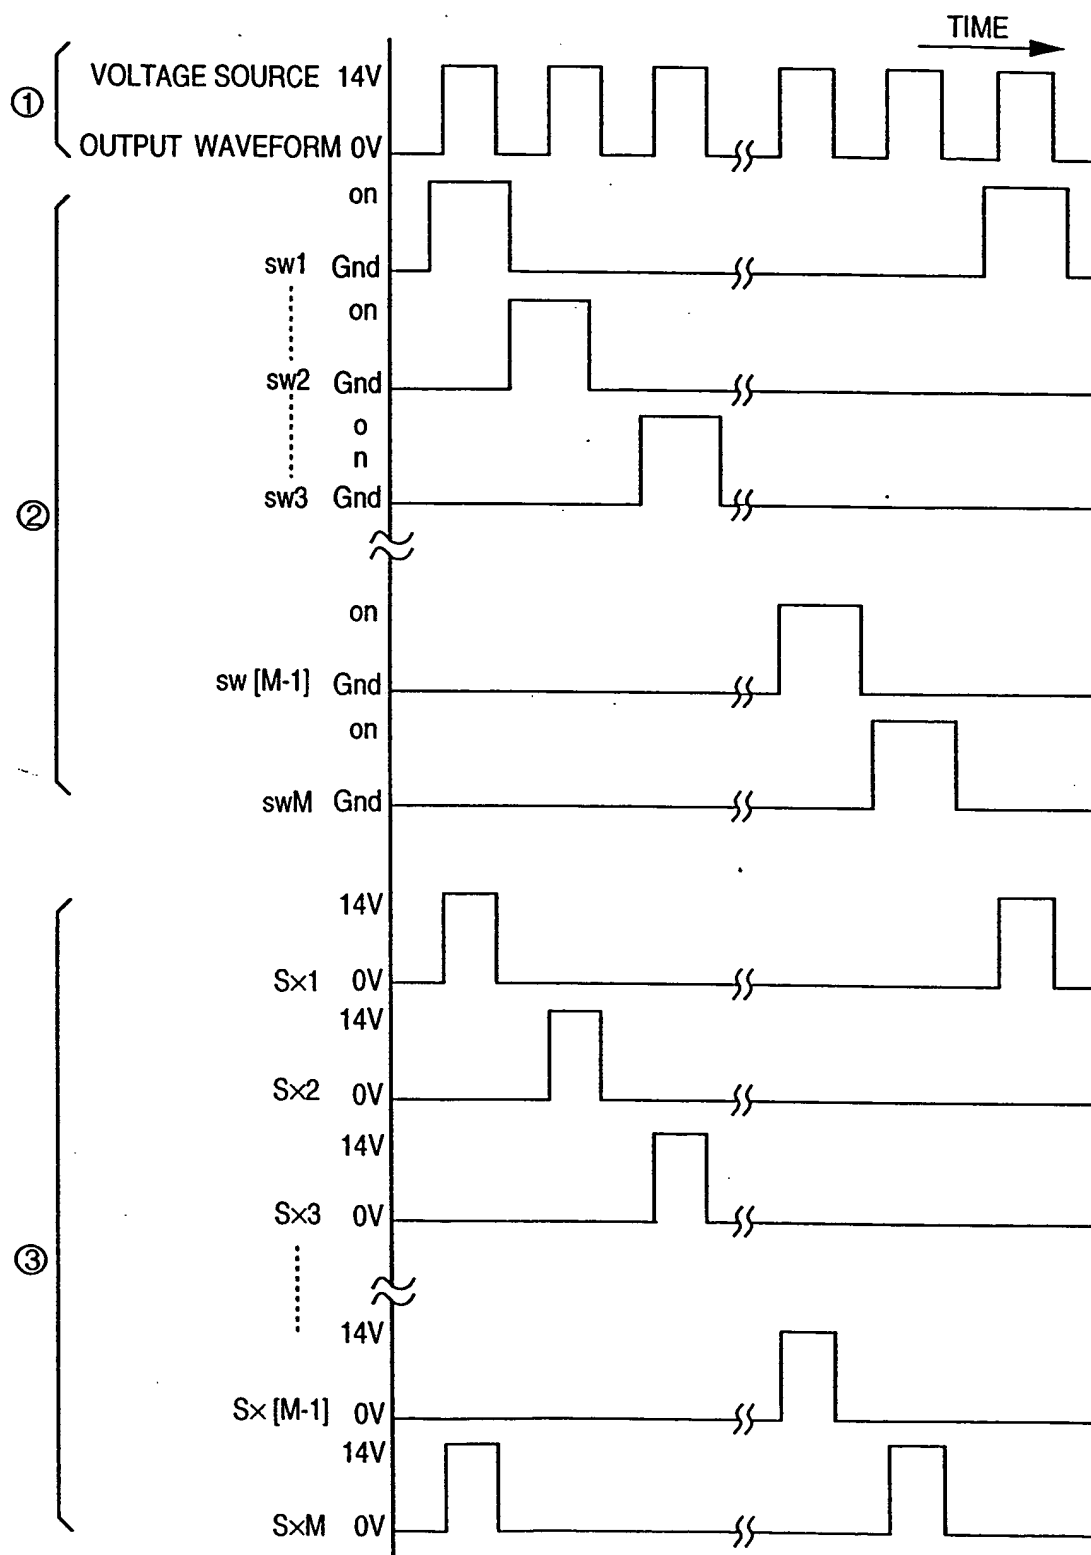 TIME
① VOLTAGE SOURCE 14V
OUTPUT WAVEFORM 0V
② on
sw1 Gnd
on
sw2 Gnd
o
n
sw3 Gnd
on
sw [M-1] Gnd
on
swM Gnd
③ 14V
S×1 0V
14V
S×2 0V
14V
S×3 0V
14V
S× [M-1] 0V
14V
S×M 0V